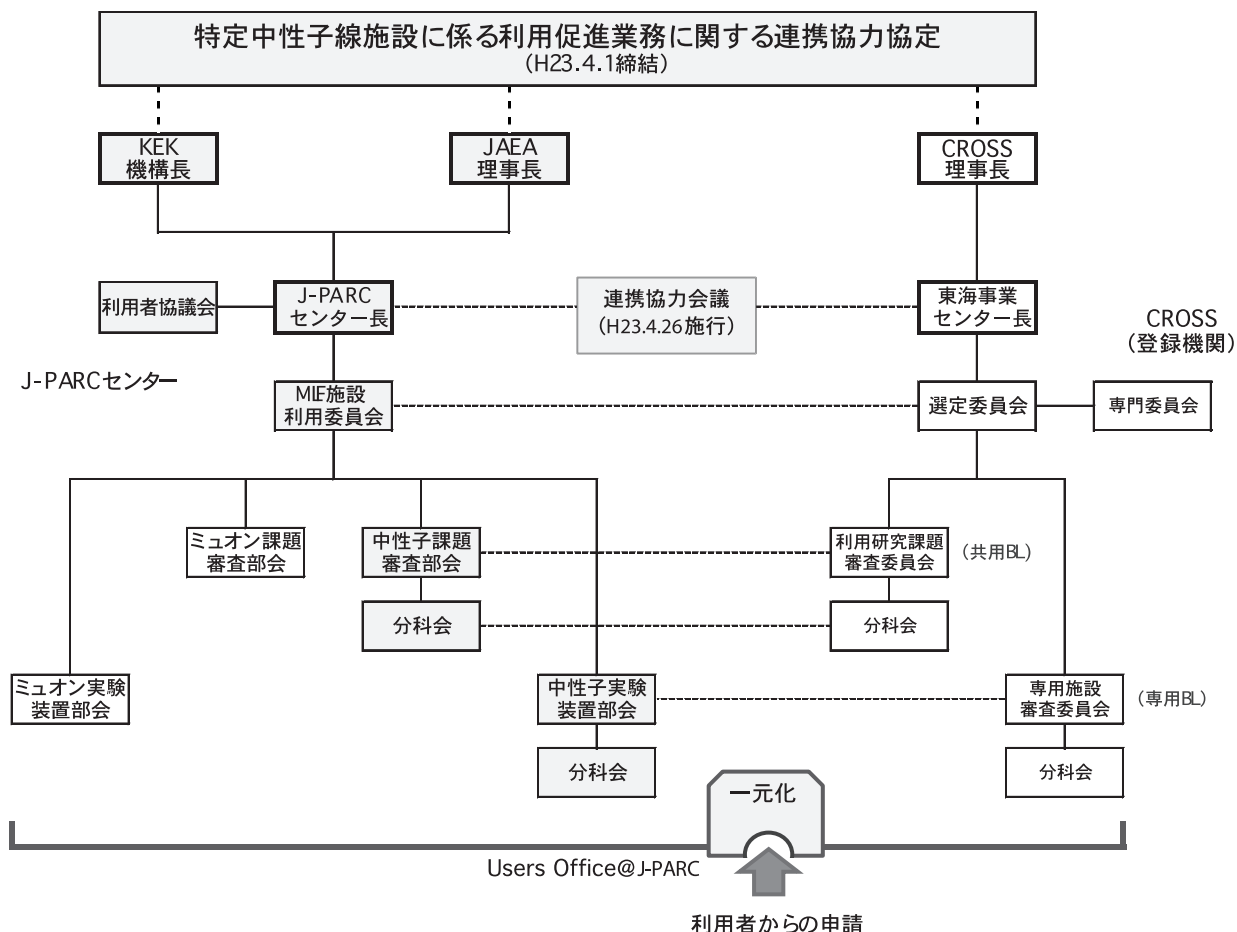 特定中性子線施設に係る利用促進業務に関する連携協力協定
(H23.4.1締結)
KEK
機構長
JAEA
理事長
CROSS
理事長
利用者協議会
J-PARC
センター長
連携協力会議
(H23.4.26施行)
東海事業
センター長
CROSS
(登録機関)
J-PARCセンター
MLF施設
利用委員会
選定委員会
専門委員会
ミュオン課題
審査部会
中性子課題
審査部会
利用研究課題
審査委員会
(共用BL)
分科会
分科会
ミュオン実験
装置部会
中性子実験
装置部会
専用施設
審査委員会
(専用BL)
分科会
分科会
一元化
Users Office@J-PARC
利用者からの申請